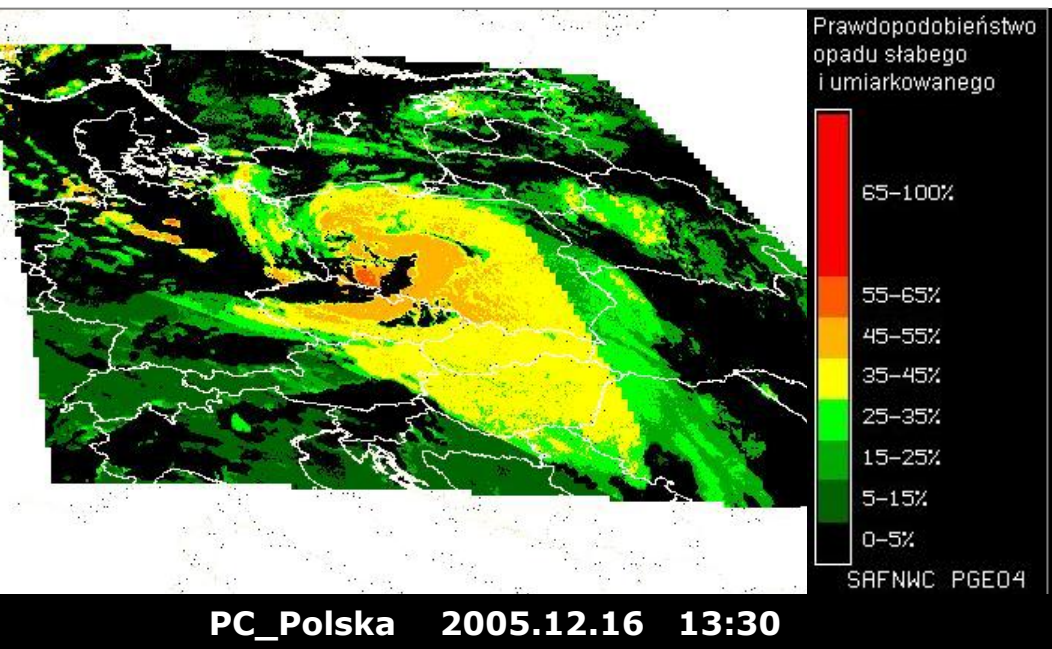 Prawdopodobieństwo
opadu słabego
i umiarkowanego
65-100%
55-65%
45-55%
35-45%
25-35%
15-25%
5-15%
0-5%
SAFNWC PGE04
PC_Polska 2005.12.16 13:30